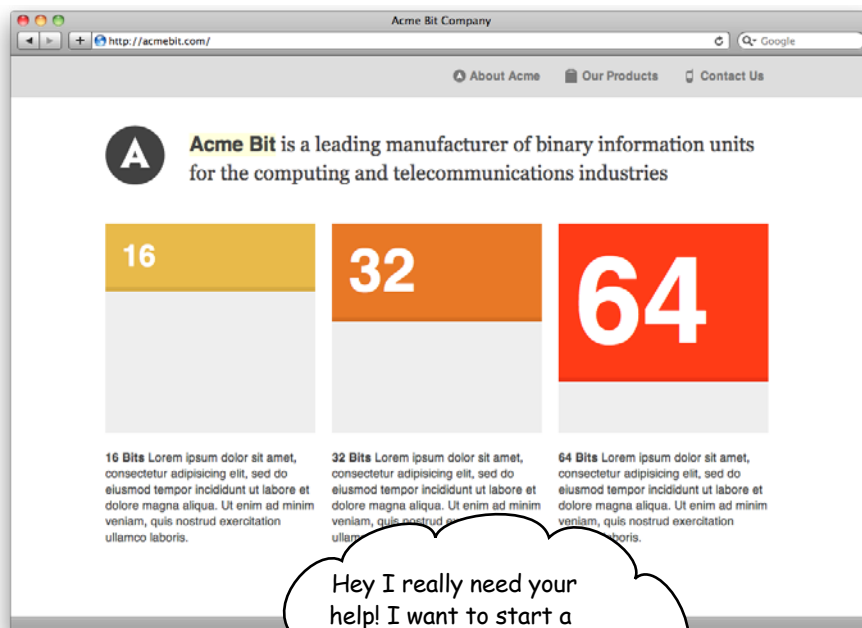 Acme Bit Company
http://acmebit.com/
Google
About Acme
Our Products
Contact Us
A
Acme Bit is a leading manufacturer of binary information units
for the computing and telecommunications industries
16
32
64
16 Bits Lorem ipsum dolor sit amet,
consectetur adipisicing elit, sed do
eiusmod tempor incididunt ut labore et
dolore magna aliqua. Ut enim ad minim
veniam, quis nostrud exercitation
ullamco laboris.
32 Bits Lorem ipsum dolor sit amet,
consectetur adipisicing elit, sed do
eiusmod tempor incididunt ut labore et
dolore magna aliqua. Ut enim ad minim
veniam, quis nostrud
64 Bits Lorem ipsum dolor sit amet,
consectetur adipisicing elit, sed do
eiusmod tempor incididunt ut labore et
dolore magna aliqua. Ut enim ad minim
veniam, quis nostrud exercitation
Hey I really need your
help! I want to start a